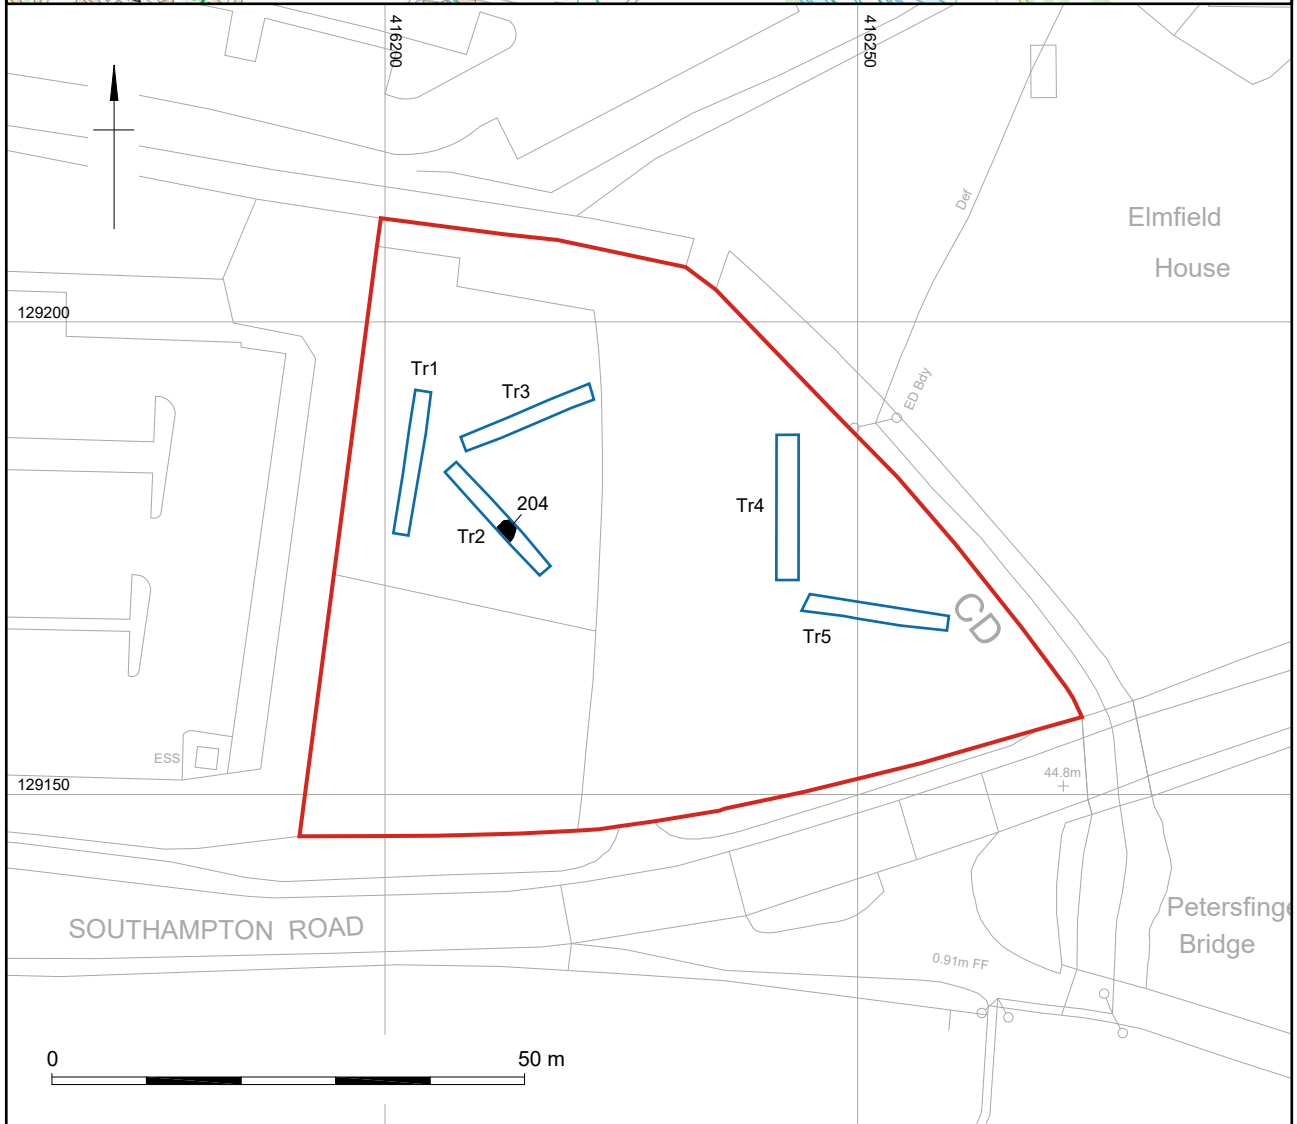 416200
416250
Def
Elmfield
House
129200
Tr1
Tr3
ED Bdy
204
Tr4
Tr2
CD
Tr5
ESS
44.8m
129150
SOUTHAMPTON ROAD
Petersfinge
Bridge
0.91m FF
0
50 m